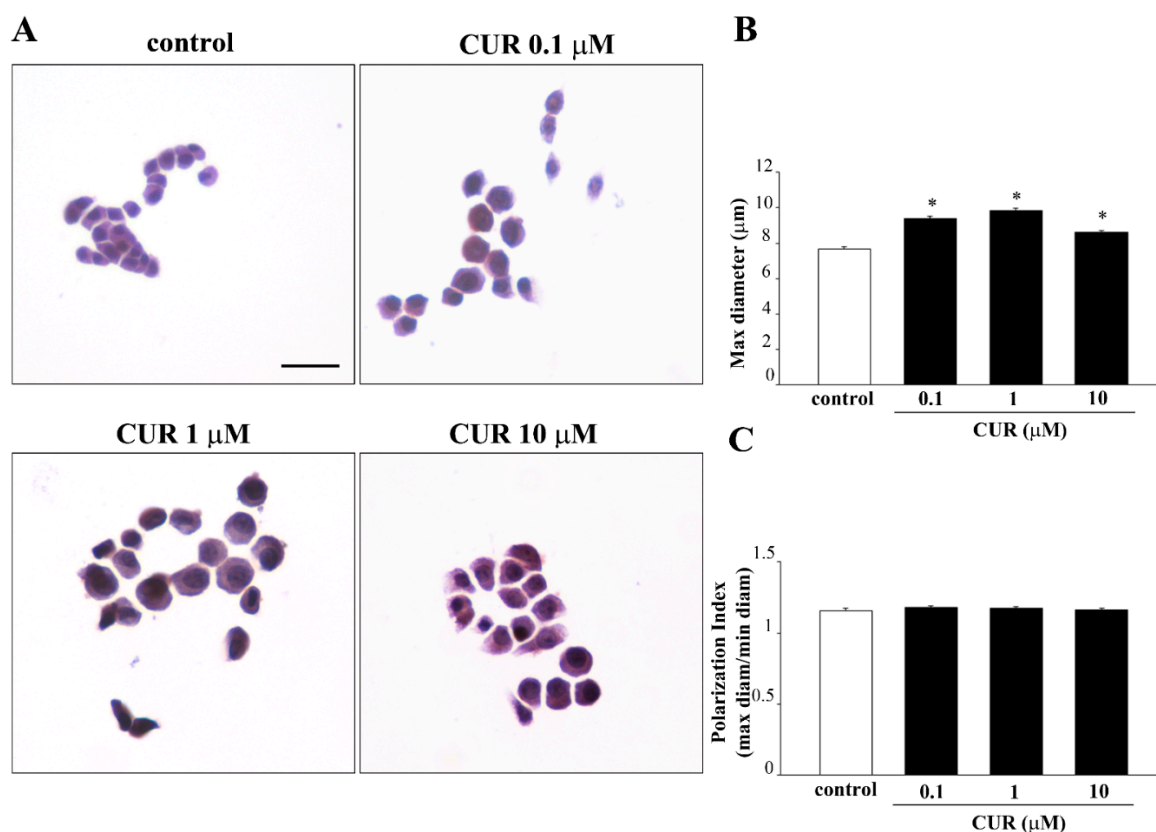 A
control
CUR 0.1 μM
CUR 1 μM
CUR 10 μM
B
Max diameter (μm)
12
10
8
6
4
2
0
*
*
*
control
0.1
1
10
CUR (μM)
C
Polarization Index
(max diam/min diam)
1.5
1
0.5
0
control
0.1
1
10
CUR (μM)